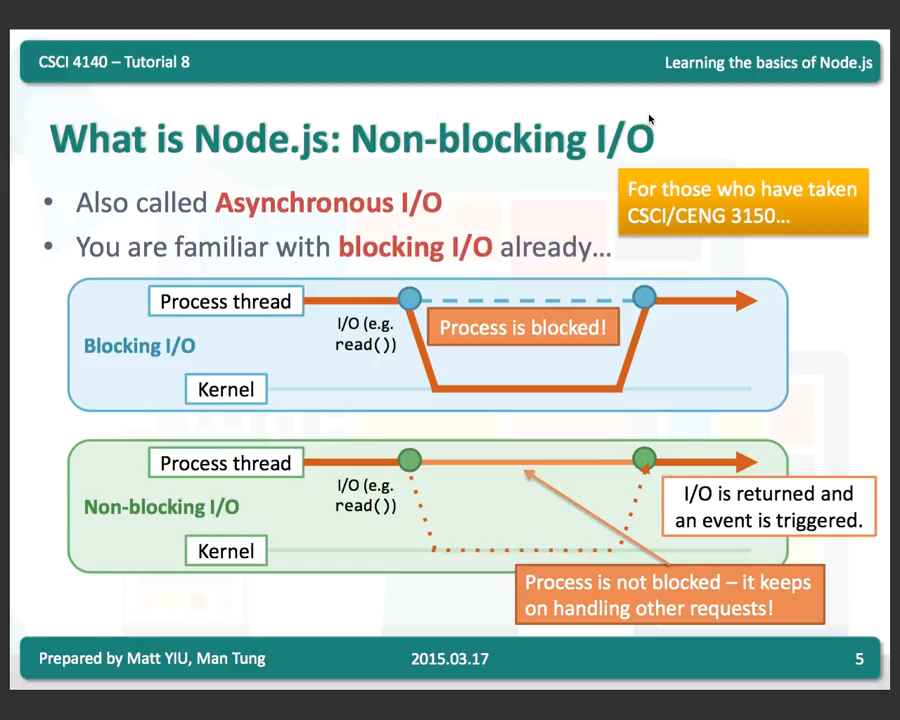 CSCI 4140 – Tutorial 8
Learning the basics of Node.js
What is Node.js: Non-blocking I/O
• Also called Asynchronous I/O
• You are familiar with blocking I/O already…
For those who have taken
CSCI/CENG 3150…
Process thread
I/O (e.g.
read())
Process is blocked!
Blocking I/O
Kernel
Process thread
I/O (e.g.
read())
Non-blocking I/O
Kernel
I/O is returned and
an event is triggered.
Process is not blocked – it keeps
on handling other requests!
Prepared by Matt YIU, Man Tung
2015.03.17
5